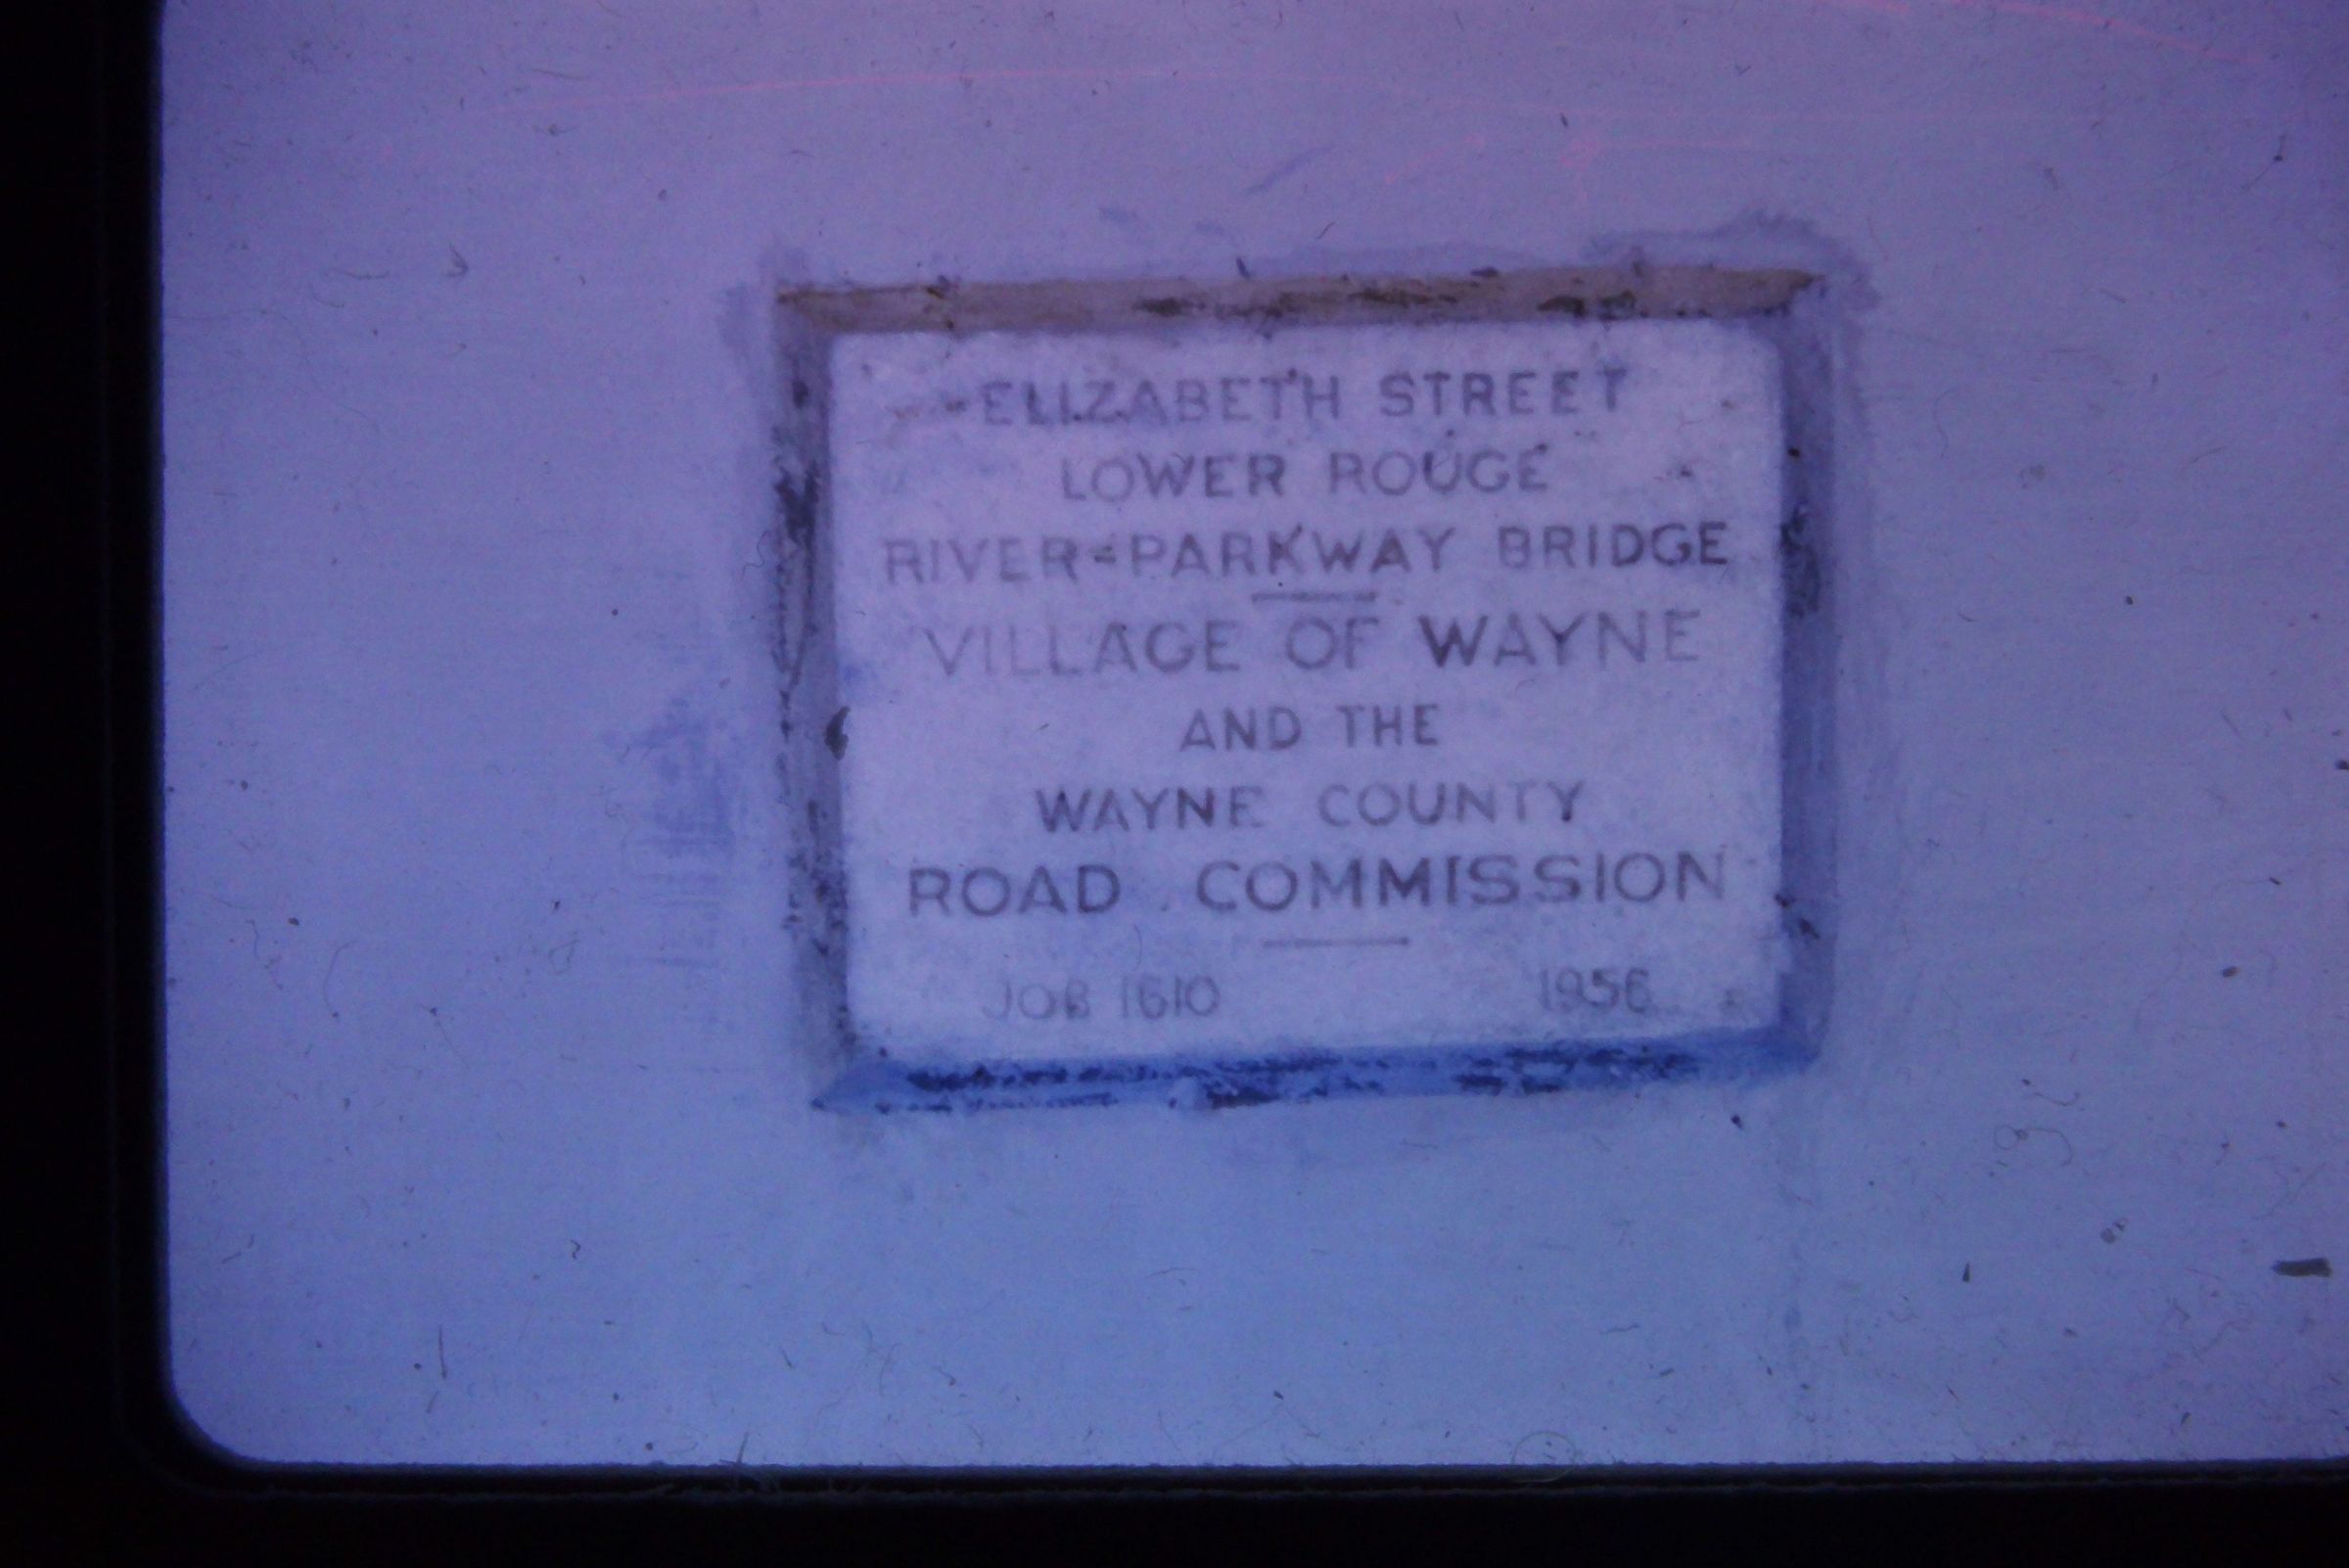 ELIZABETH STREET
LOWER ROUGE
RIVER-PARKWAY BRIDGE
VILLAGE OF WAYNE
AND THE
WAYNE COUNTY
ROAD COMMISSION
JOB 1610 1956